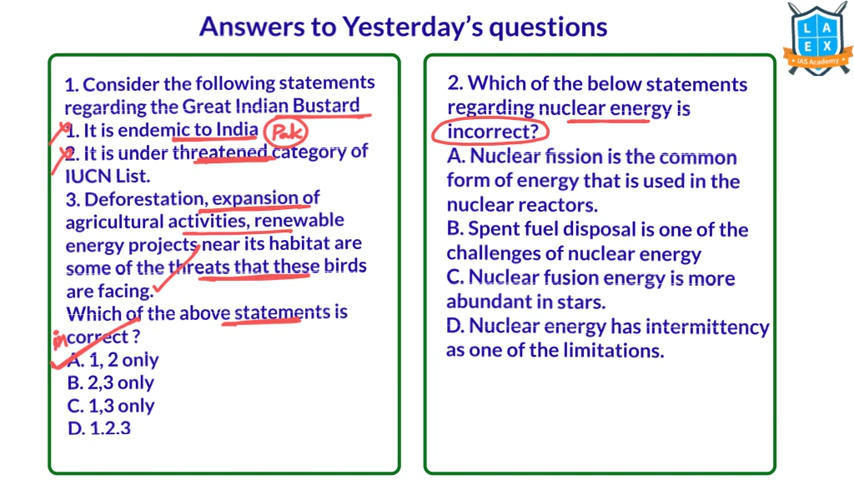 Answers to Yesterday's questions
L A
E X
IAS Academy
1. Consider the following statements
regarding the Great Indian Bustard
1. It is endemic to India Pak
2. It is under threatened category of
IUCN List.
3. Deforestation, expansion of
agricultural activities, renewable
energy projects near its habitat are
some of the threats that these birds
are facing.
Which of the above statements is
in correct ?
A. 1, 2 only
B. 2,3 only
C. 1,3 only
D. 1.2.3
2. Which of the below statements
regarding nuclear energy is
incorrect?
A. Nuclear fission is the common
form of energy that is used in the
nuclear reactors.
B. Spent fuel disposal is one of the
challenges of nuclear energy
C. Nuclear fusion energy is more
abundant in stars.
D. Nuclear energy has intermittency
as one of the limitations.